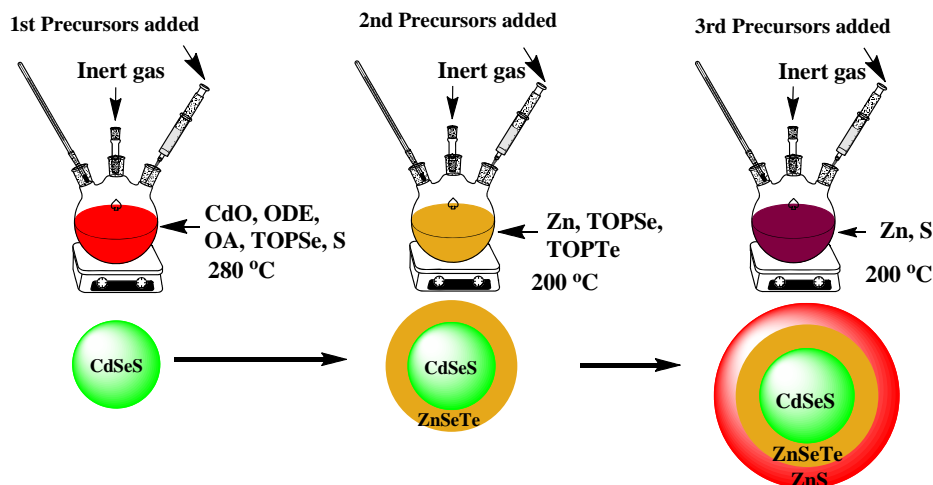 1st Precursors added
Inert gas
CdO, ODE,
OA, TOPSe, S
280 °C
CdSeS
2nd Precursors added
Inert gas
Zn, TOPSe,
TOPTe
200 °C
CdSeS
ZnSeTe
3rd Precursors added
Inert gas
Zn, S
200 °C
CdSeS
ZnSeTe
ZnS